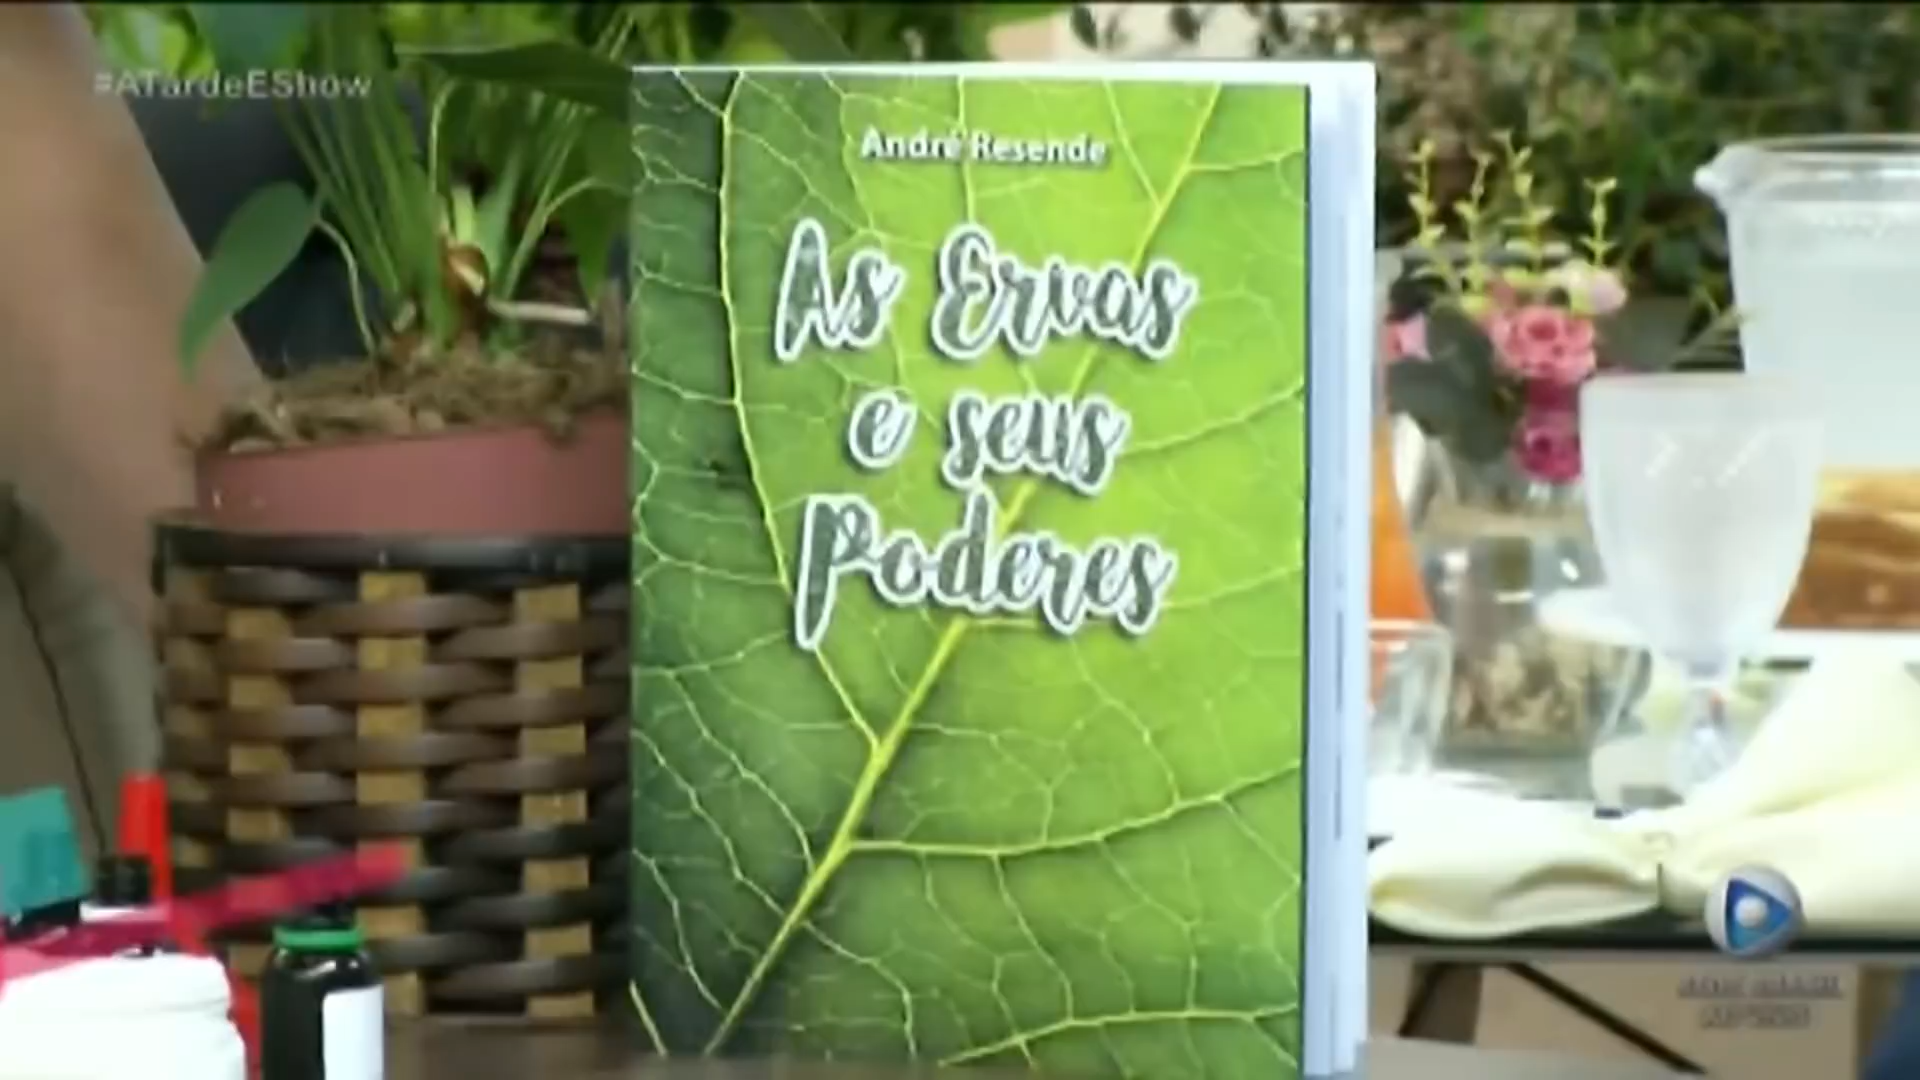 #ATardeEShow
André Resende
As Ervas
e seus
Poderes